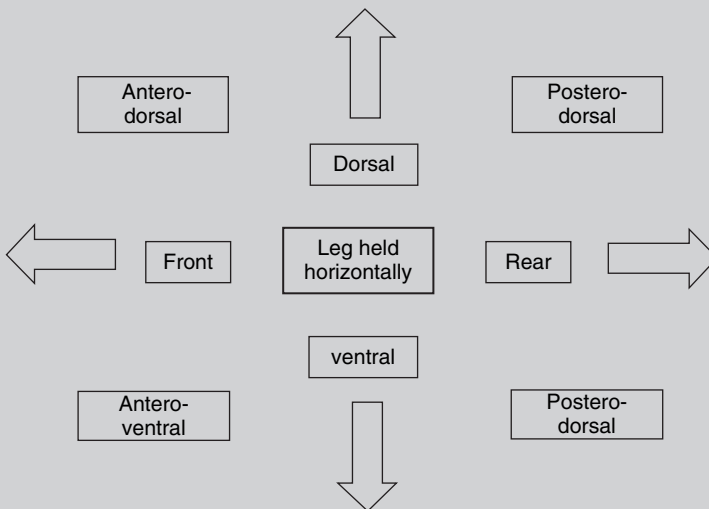 Antero-
dorsal
Postero-
dorsal
Dorsal
Front
Leg held
horizontally
Rear
ventral
Antero-
ventral
Postero-
dorsal